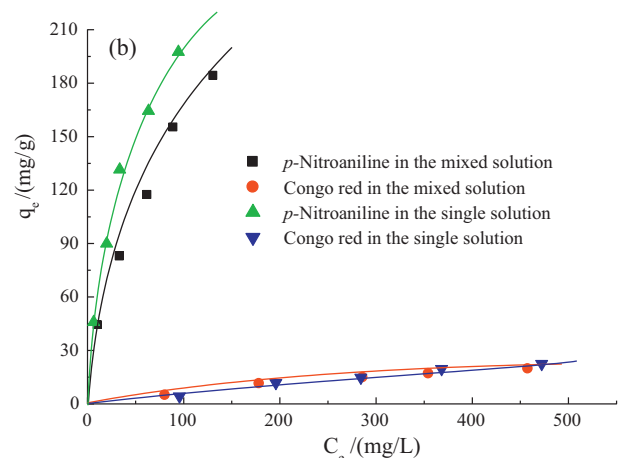 210
180
150
120
90
60
30
0
qe/(mg/g)
(b)
p-Nitroaniline in the mixed solution
Congo red in the mixed solution
p-Nitroaniline in the single solution
Congo red in the single solution
0 100 200 300 400 500
Ce/(mg/L)